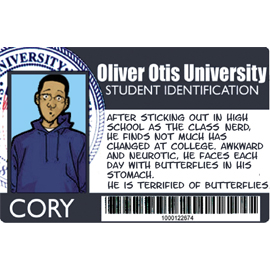 UNIVERSITY
Oliver Otis University
STUDENT IDENTIFICATION
AFTER STICKING OUT IN HIGH
SCHOOL AS THE CLASS NERD,
HE FINDS NOT MUCH HAS
CHANGED AT COLLEGE. AWKWARD
AND NEUROTIC, HE FACES EACH
DAY WITH BUTTERFLIES IN HIS
STOMACH.
HE IS TERRIFIED OF BUTTERFLIES
CORY
1000122674